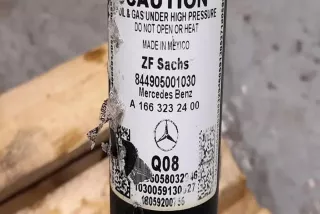 CAUTION
OIL & GAS UNDER HIGH PRESSURE
DO NOT OPEN OR HEAT
MADE IN MEXICO
ZF Sachs
844905001030
Mercedes Benz
A 166 323 24 00
Q08